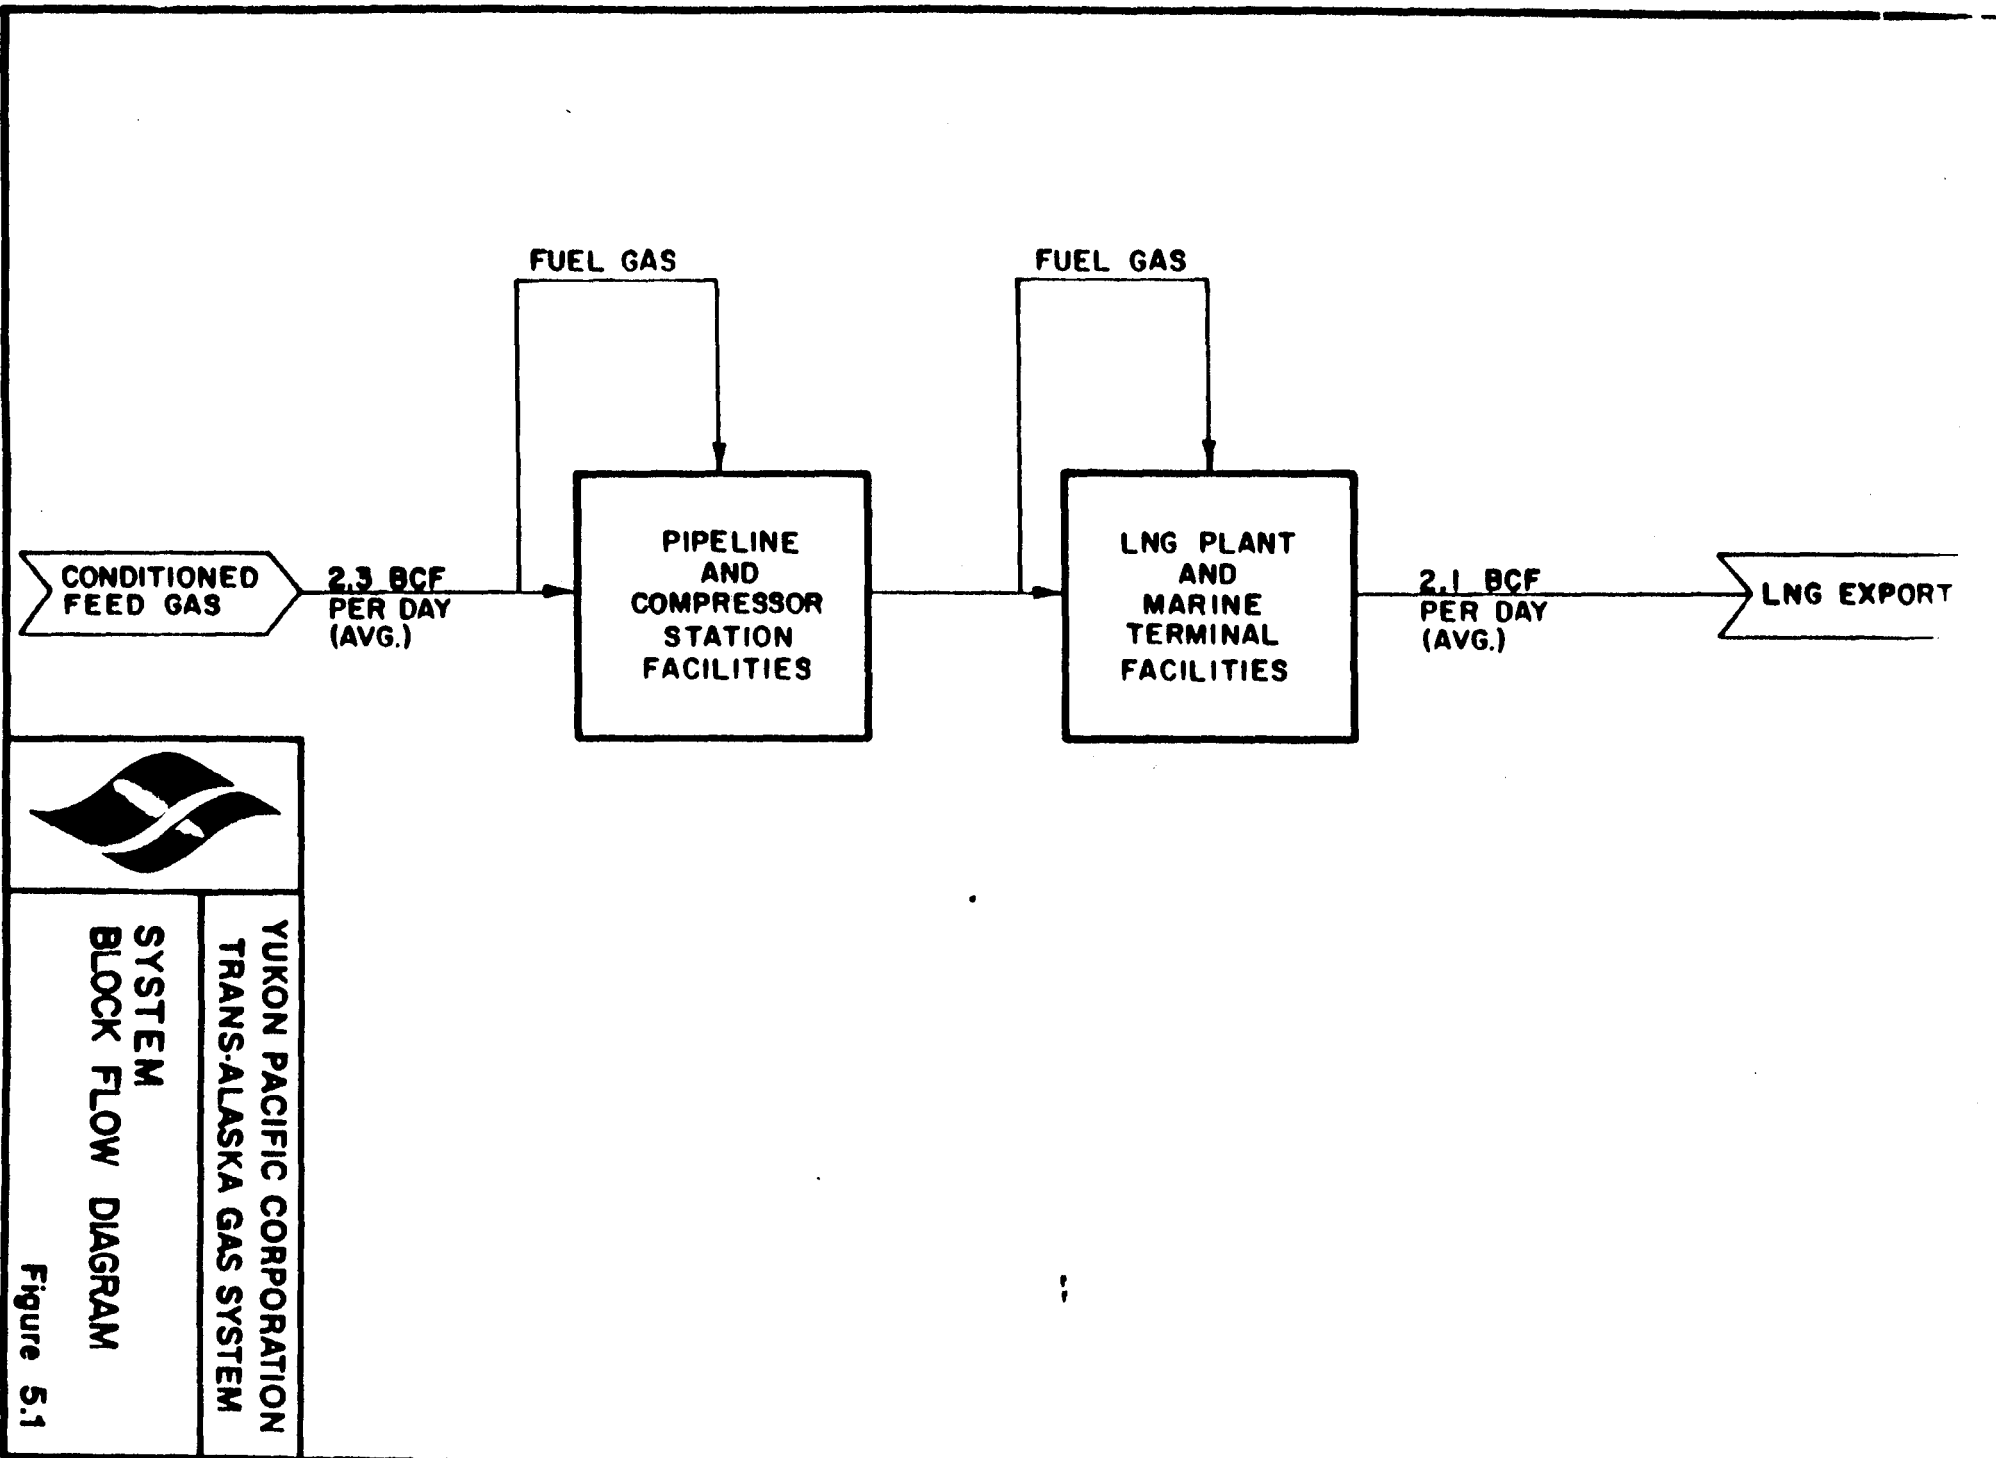 FUEL GAS
FUEL GAS
CONDITIONED
FEED GAS
2.3 BCF
PER DAY
(AVG.)
PIPELINE
AND
COMPRESSOR
STATION
FACILITIES
LNG PLANT
AND
MARINE
TERMINAL
FACILITIES
2.1 BCF
PER DAY
(AVG.)
LNG EXPORT
YUKON PACIFIC CORPORATION
TRANS-ALASKA GAS SYSTEM
SYSTEM
BLOCK FLOW DIAGRAM
Figure 5.1